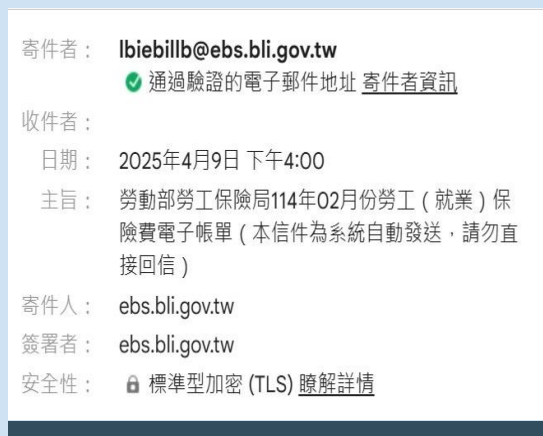 寄件者： lbiebillb@ebs.bli.gov.tw
通過驗證的電子郵件地址 寄件者資訊
收件者：
日期： 2025年4月9日 下午4:00
主旨： 勞動部勞工保險局114年02月份勞工（就業）保
險費電子帳單（本信件為系統自動發送，請勿直
接回信）
寄件人： ebs.bli.gov.tw
簽署者： ebs.bli.gov.tw
安全性： 標準型加密 (TLS) 瞭解詳情